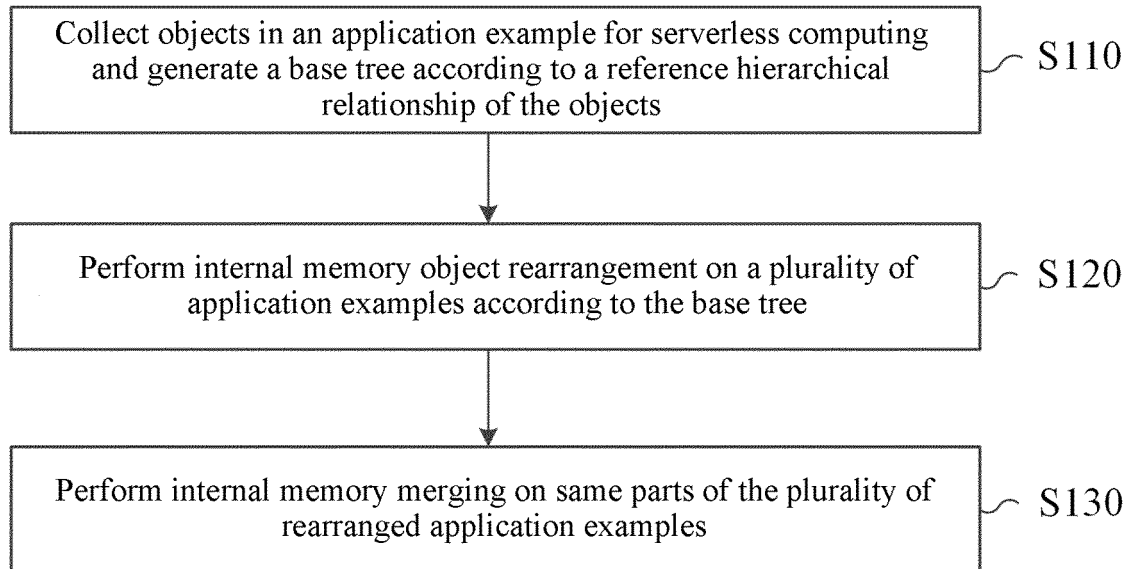 Collect objects in an application example for serverless computing
and generate a base tree according to a reference hierarchical
relationship of the objects
S110
Perform internal memory object rearrangement on a plurality of
application examples according to the base tree
S120
Perform internal memory merging on same parts of the plurality of
rearranged application examples
S130